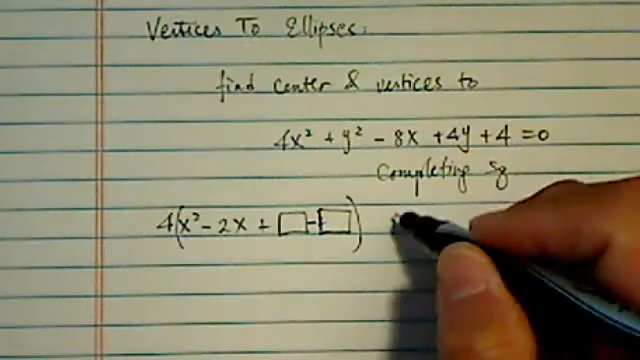 Vertices To Ellipses:
find center & vertices to
4x² + y² - 8x + 4y + 4 = 0
Completing sq
4(x² - 2x + □ - □)